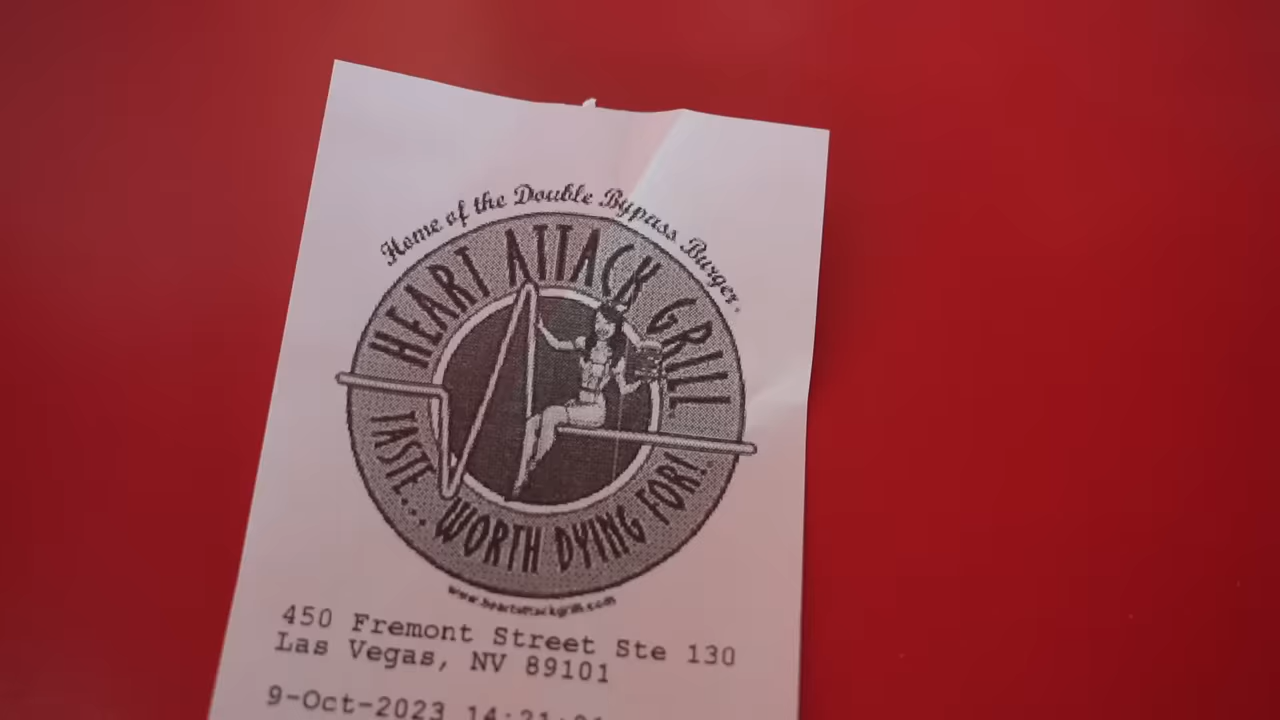 Home of the Double Bypass Burger.
HEART ATTACK GRILL
TASTE... WORTH DYING FOR!
www.heartattackgrill.com
450 Fremont Street Ste 130
Las Vegas, NV 89101
9-Oct-2023